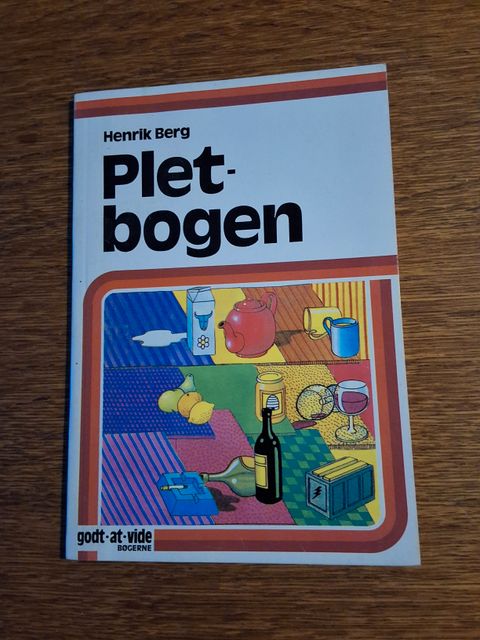 Henrik Berg
Plet-
bogen
godt·at·vide
BØGERNE